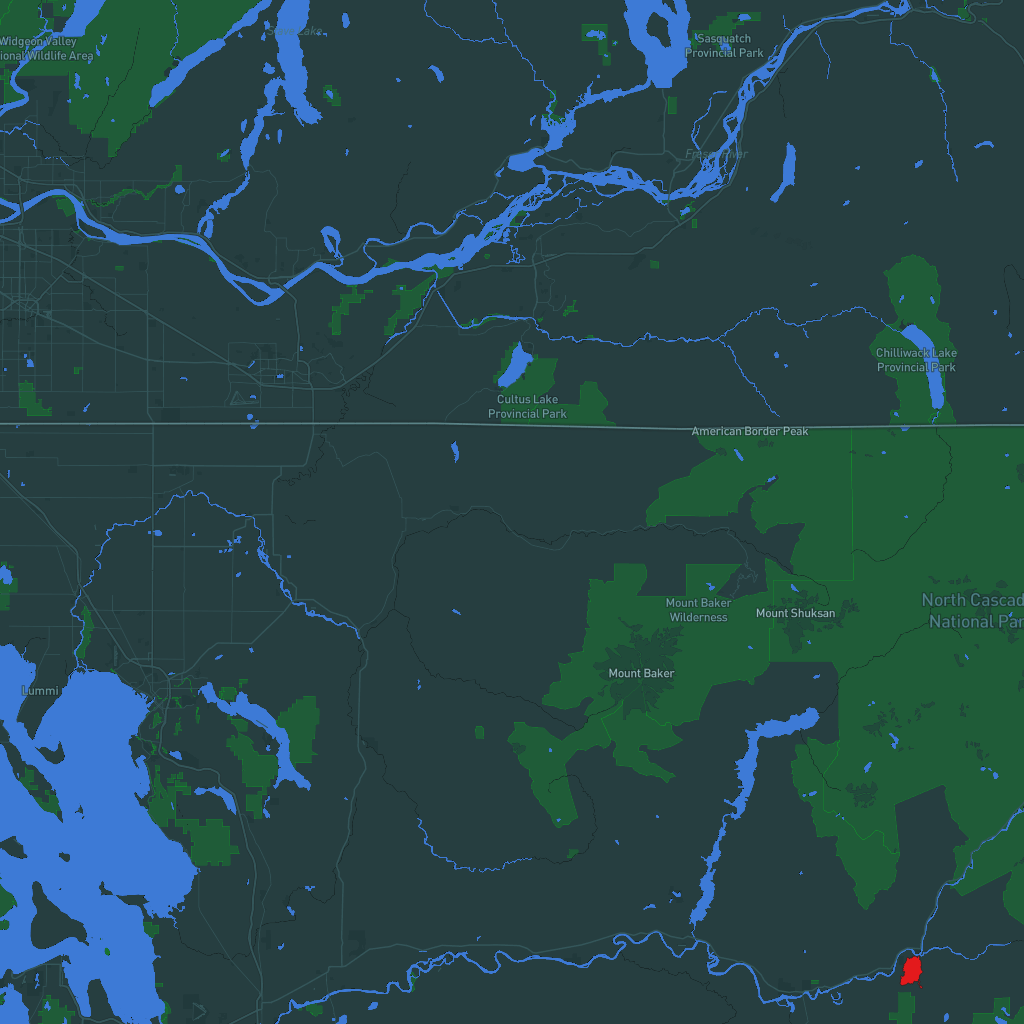 Widgeon Valley
ional Wildlife Area
Lake
Sasquatch
Provincial Park
Fraser River
Chilliwack Lake
Provincial Park
Cultus Lake
Provincial Park
American Border Peak
Mount Baker
Wilderness
Mount Shuksan
North Cascad
National Par
Mount Baker
Lummi